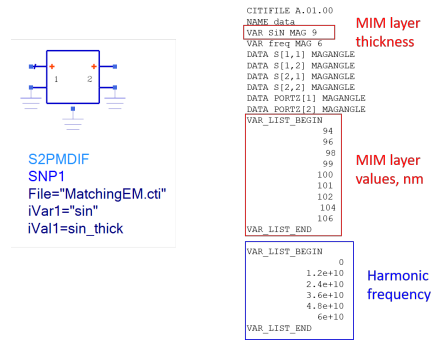 1
2
S2PMDIF
SNP1
File="MatchingEM.cti"
iVar1="sin"
iVal1=sin_thick
CITIFILE A.01.00
NAME data
VAR SiN MAG 9
VAR freq MAG 6
DATA S[1,1] MAGANGLE
DATA S[1,2] MAGANGLE
DATA S[2,1] MAGANGLE
DATA S[2,2] MAGANGLE
DATA PORTZ[1] MAGANGLE
DATA PORTZ[2] MAGANGLE
VAR_LIST_BEGIN
94
96
98
99
100
101
102
104
106
VAR_LIST_END
VAR_LIST_BEGIN
0
1.2e+10
2.4e+10
3.6e+10
4.8e+10
6e+10
VAR_LIST_END
MIM layer
thickness
MIM layer
values, nm
Harmonic
frequency